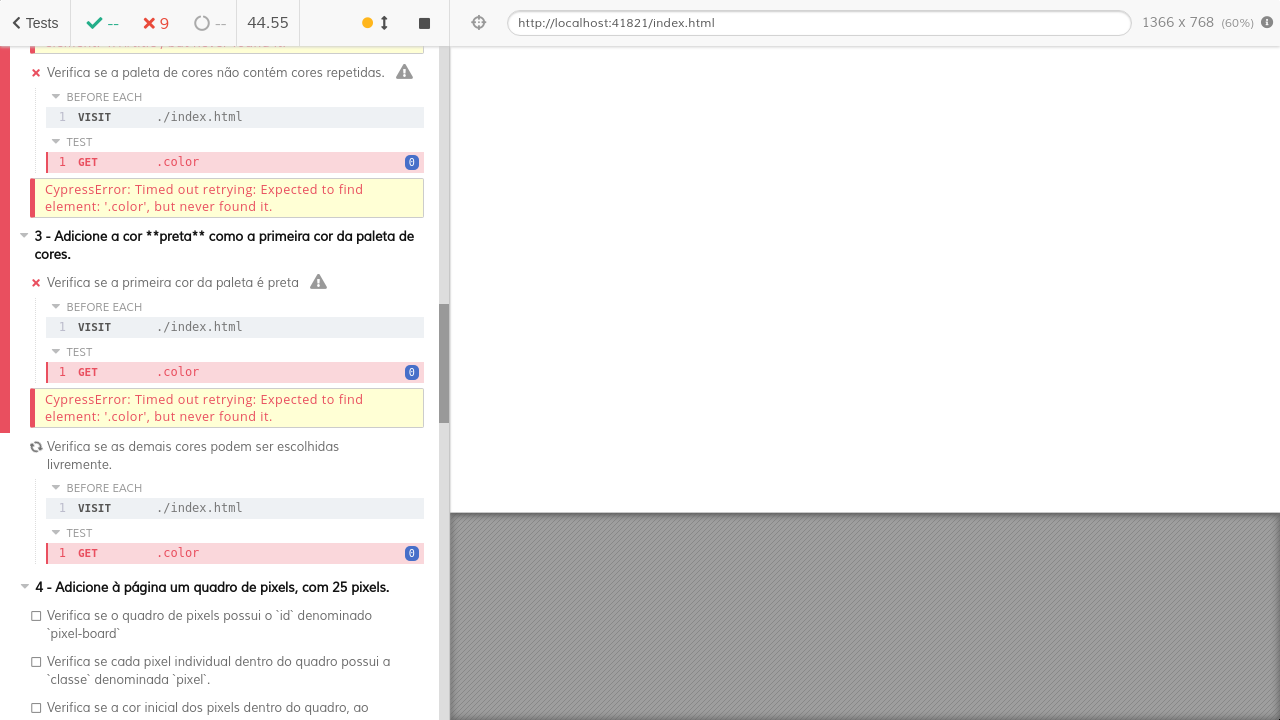 Tests -- 9 -- 44.55 http://localhost:41821/index.html 1366 x 768 (60%)
Verifica se a paleta de cores não contém cores repetidas.
BEFORE EACH
1 VISIT ./index.html
TEST
1 GET .color 0
CypressError: Timed out retrying: Expected to find
element: '.color', but never found it.
3 - Adicione a cor **preta** como a primeira cor da paleta de
cores.
Verifica se a primeira cor da paleta é preta
BEFORE EACH
1 VISIT ./index.html
TEST
1 GET .color 0
CypressError: Timed out retrying: Expected to find
element: '.color', but never found it.
Verifica se as demais cores podem ser escolhidas
livremente.
BEFORE EACH
1 VISIT ./index.html
TEST
1 GET .color 0
4 - Adicione à página um quadro de pixels, com 25 pixels.
Verifica se o quadro de pixels possui o `id` denominado
`pixel-board`
Verifica se cada pixel individual dentro do quadro possui a
`classe` denominada `pixel`.
Verifica se a cor inicial dos pixels dentro do quadro, ao